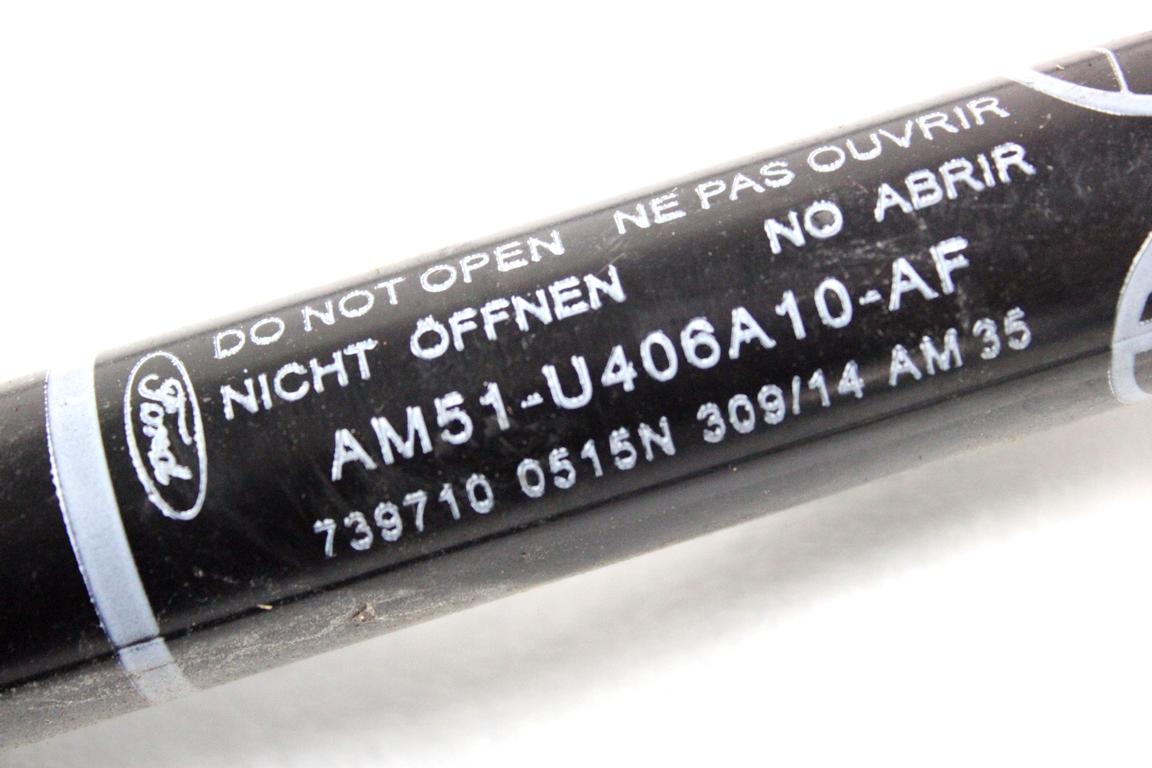 Ford
DO NOT OPEN NE PAS OUVRIR
NICHT ÖFFNEN NO ABRIR
AM51-U406A10-AF
739710 0515N 309/14 AM 35